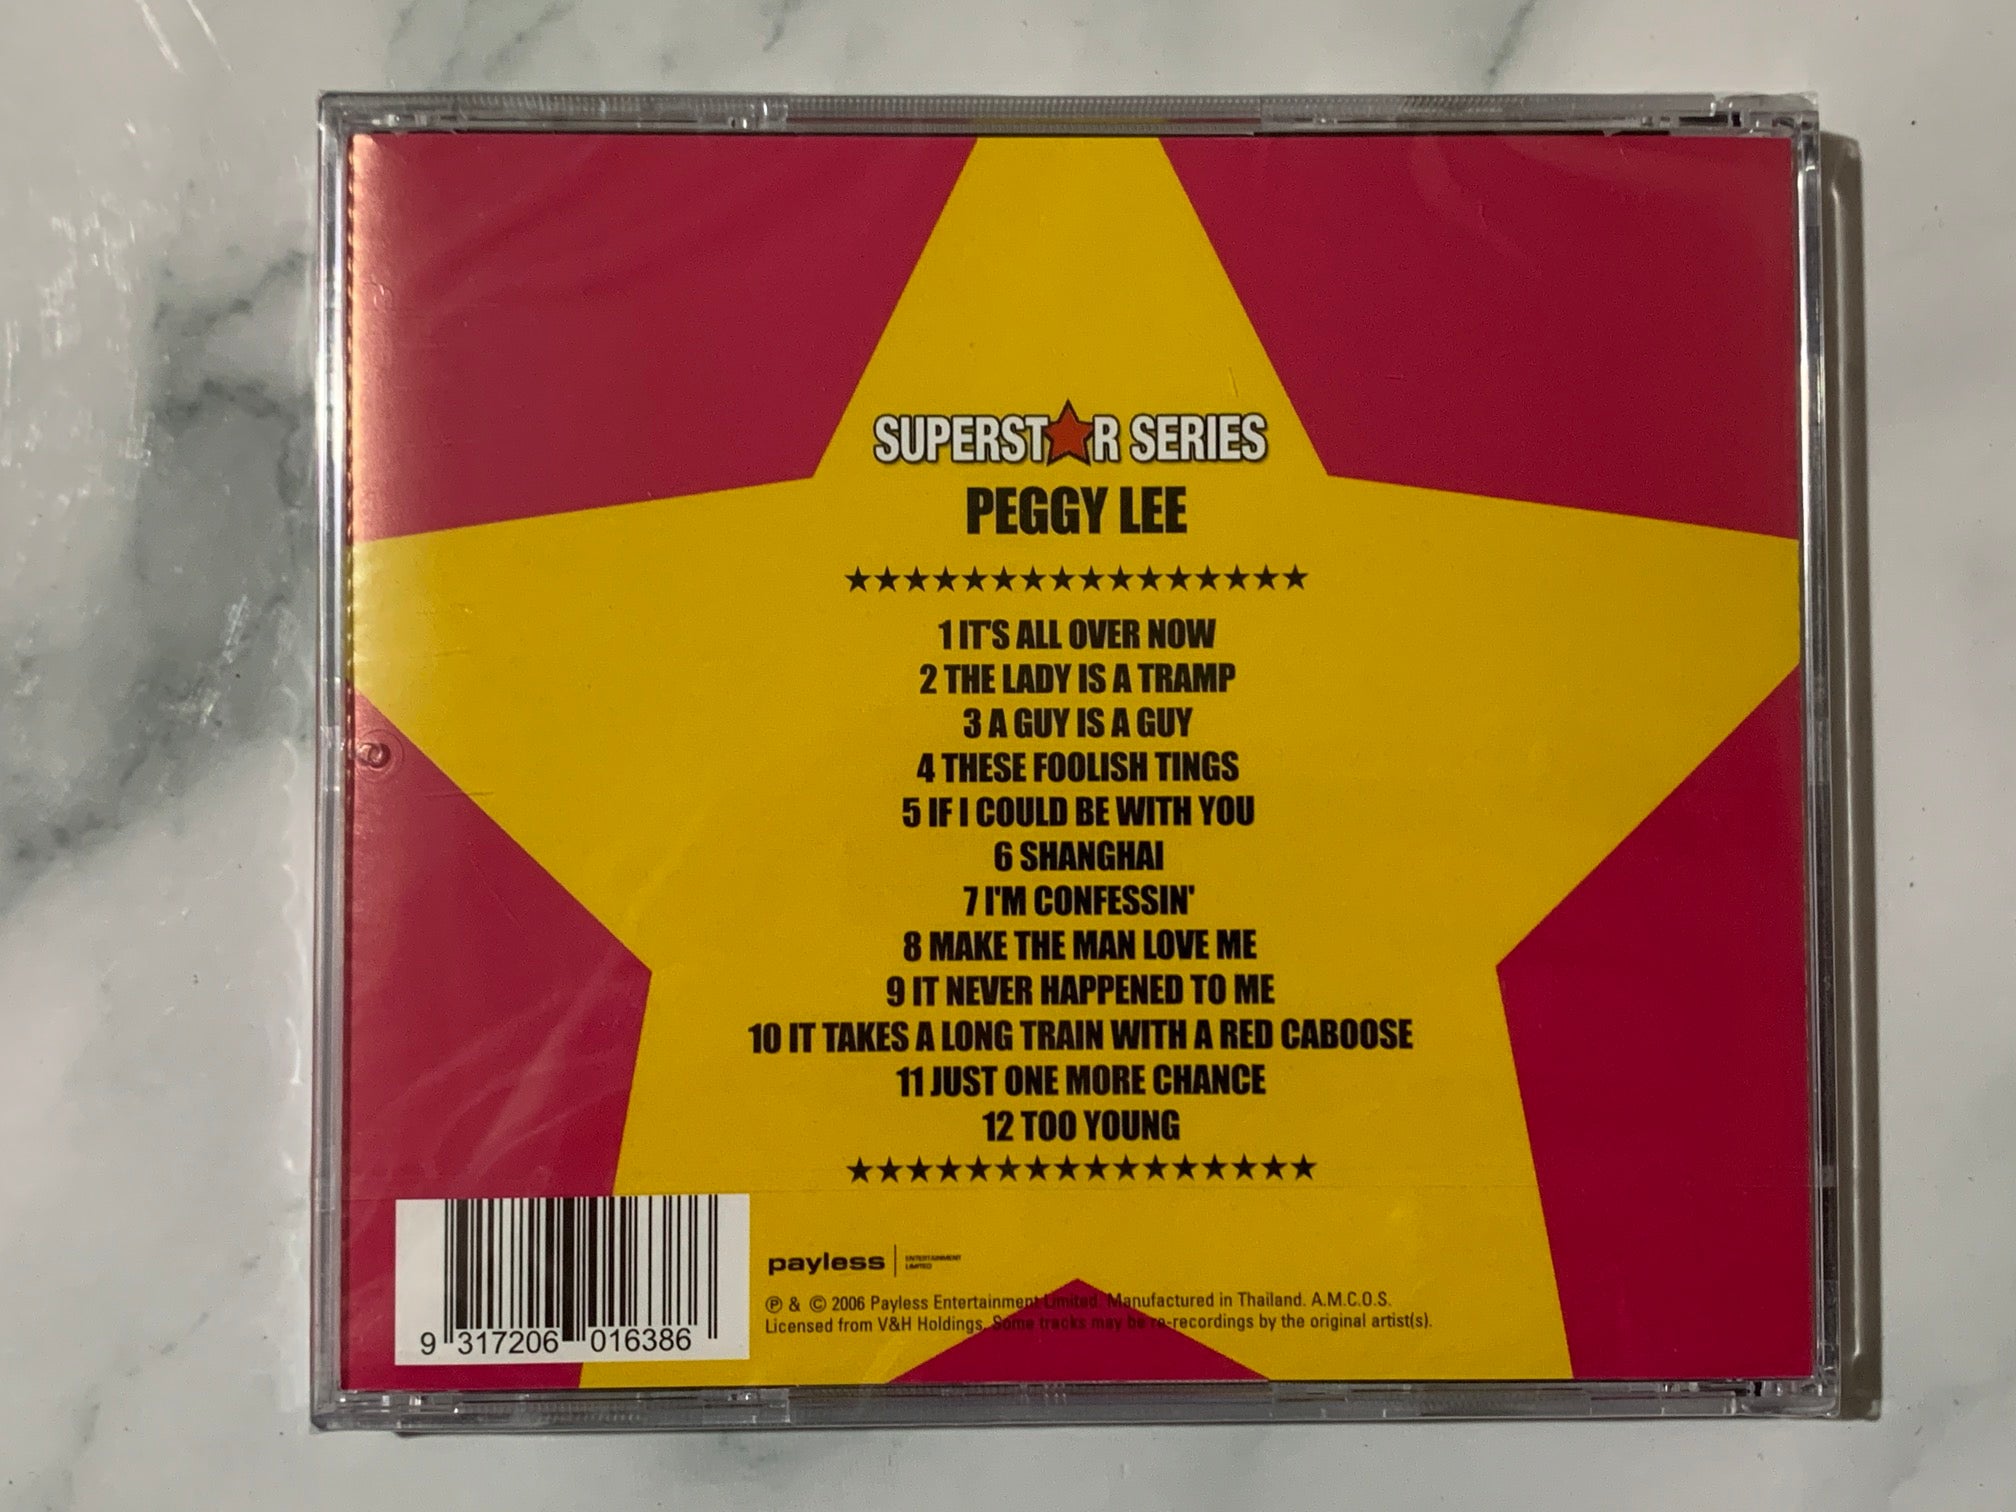 SUPERST★R SERIES
PEGGY LEE
★★★★★★★★★★★★★★★★
1 IT'S ALL OVER NOW
2 THE LADY IS A TRAMP
3 A GUY IS A GUY
4 THESE FOOLISH TINGS
5 IF I COULD BE WITH YOU
6 SHANGHAI
7 I'M CONFESSIN'
8 MAKE THE MAN LOVE ME
9 IT NEVER HAPPENED TO ME
10 IT TAKES A LONG TRAIN WITH A RED CABOOSE
11 JUST ONE MORE CHANCE
12 TOO YOUNG
★★★★★★★★★★★★★★★★
payless | ENTERTAINMENT
LIMITED
℗ & © 2006 Payless Entertainment Limited. Manufactured in Thailand. A.M.C.O.S.
Licensed from V&H Holdings. Some tracks may be re-recordings by the original artist(s).
9 317206 016386